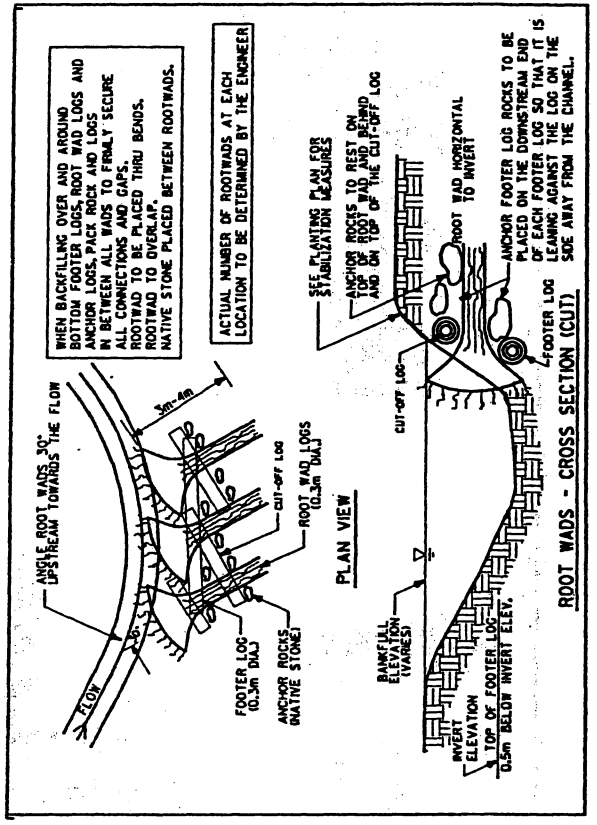 ANGLE ROOT WADS 30°
UPSTREAM TOWARDS THE FLOW
FLOW
3m-4m
FOOTER LOG
(0.3m DIA.)
ANCHOR ROCKS
(NATIVE STONE)
CUT-OFF LOG
ROOT WAD LOGS
(0.3m DIA.)
PLAN VIEW
WHEN BACKFILLING OVER AND AROUND
BOTTOM FOOTER LOGS, ROOT WAD LOGS AND
ANCHOR LOGS, PACK ROCK AND LOGS
IN BETWEEN ALL WADS TO FIRMLY SECURE
ALL CONNECTIONS AND GAPS.
ROOTWAD TO BE PLACED THRU BENDS.
ROOTWAD TO OVERLAP.
NATIVE STONE PLACED BETWEEN ROOTWADS.
ACTUAL NUMBER OF ROOTWADS AT EACH
LOCATION TO BE DETERMINED BY THE ENGINEER
BANKFULL
ELEVATION
(VARIES)
INVERT
ELEVATION
TOP OF FOOTER LOG
0.5m BELOW INVERT ELEV.
CUT-OFF LOG
SEE PLANTING PLAN FOR
STABILIZATION MEASURES
ANCHOR ROCKS TO REST ON
TOP OF ROOT WAD AND BEHIND
AND ON TOP OF THE CUT-OFF LOG
ROOT WAD HORIZONTAL
TO INVERT
ANCHOR FOOTER LOG ROCKS TO BE
PLACED ON THE DOWNSTREAM END
OF EACH FOOTER LOG SO THAT IT IS
LEANING AGAINST THE LOG ON THE
SIDE AWAY FROM THE CHANNEL.
FOOTER LOG
ROOT WADS - CROSS SECTION (CUT)